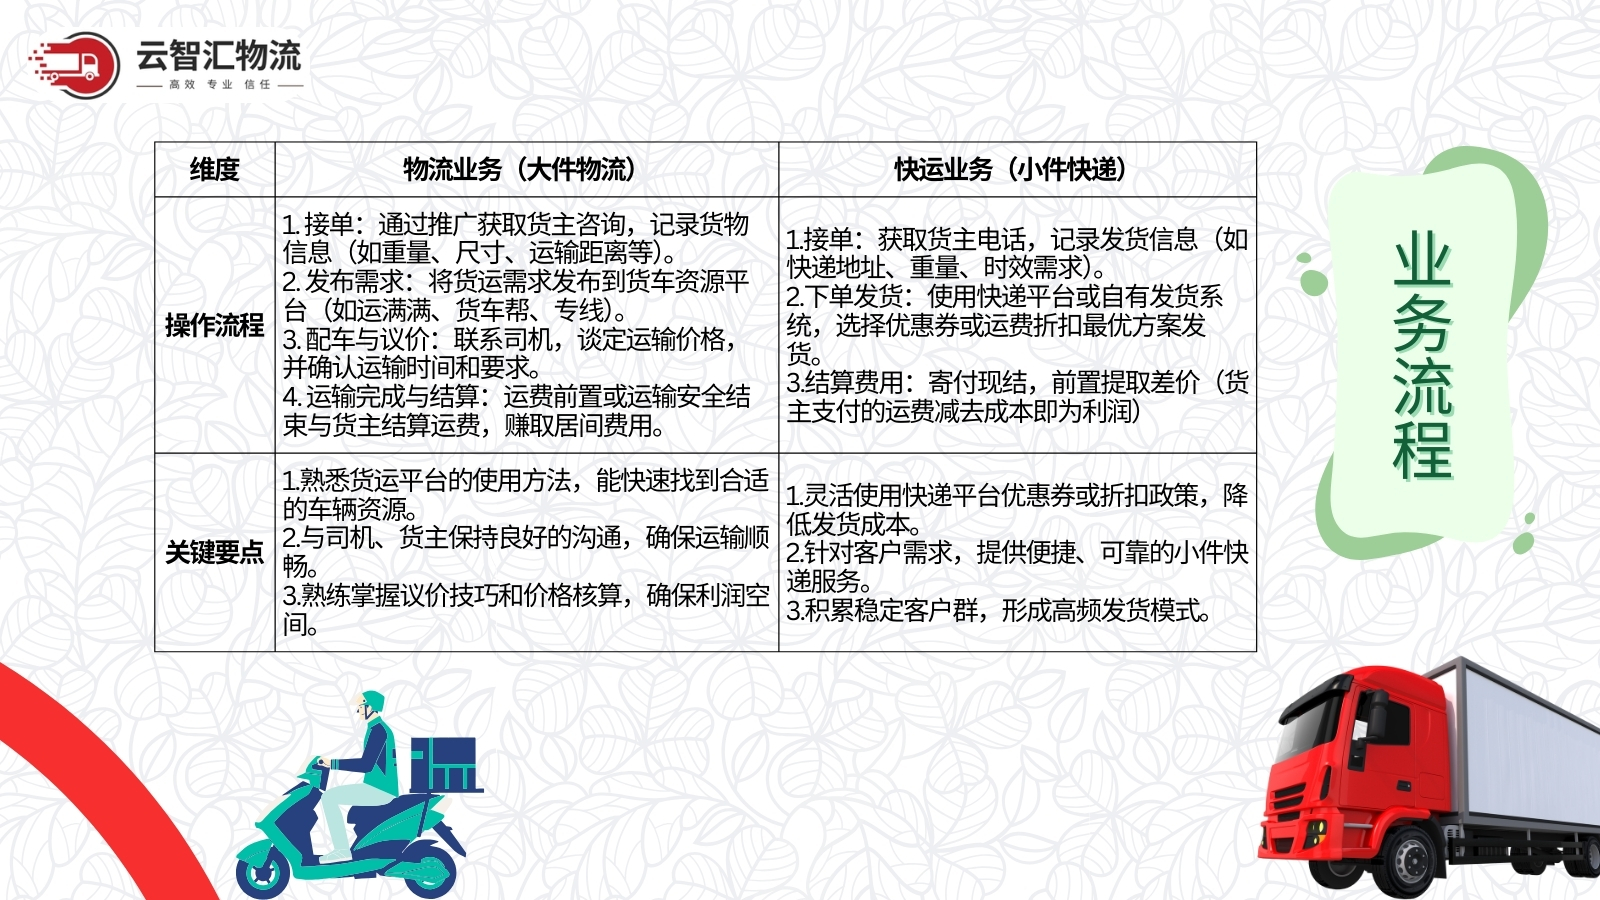 云智汇物流
高效 专业 信任
维度
物流业务（大件物流）
快运业务（小件快递）
操作流程
1. 接单：通过推广获取货主咨询，记录货物
信息（如重量、尺寸、运输距离等）。
2. 发布需求：将货运需求发布到货车资源平
台（如运满满、货车帮、专线）。
3. 配车与议价：联系司机，谈定运输价格，
并确认运输时间和要求。
4. 运输完成与结算：运费前置或运输安全结
束与货主结算运费，赚取居间费用。
1.接单：获取货主电话，记录发货信息（如
快递地址、重量、时效需求）。
2.下单发货：使用快递平台或自有发货系
统，选择优惠券或运费折扣最优方案发
货。
3.结算费用：寄付现结，前置提取差价（货
主支付的运费减去成本即为利润）
关键要点
1.熟悉货运平台的使用方法，能快速找到合适
的车辆资源。
2.与司机、货主保持良好的沟通，确保运输顺
畅。
3.熟练掌握议价技巧和价格核算，确保利润空
间。
1.灵活使用快递平台优惠券或折扣政策，降
低发货成本。
2.针对客户需求，提供便捷、可靠的小件快
递服务。
3.积累稳定客户群，形成高频发货模式。
业务流程